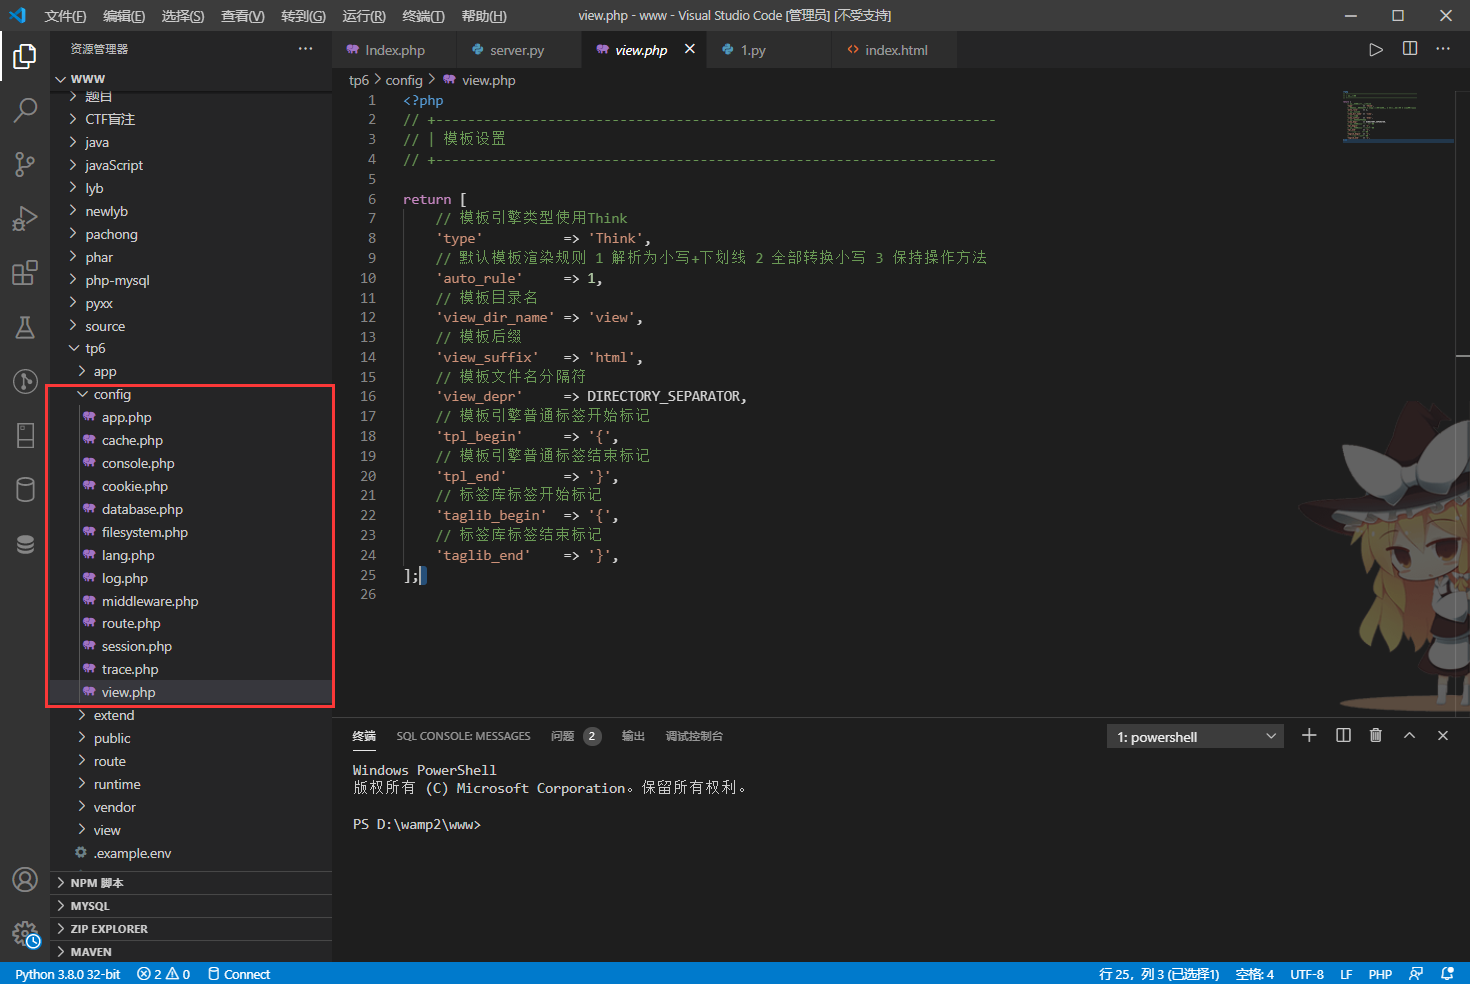 文件(F) 编辑(E) 选择(S) 查看(V) 转到(G) 运行(R) 终端(T) 帮助(H) view.php - www - Visual Studio Code [管理员] [不受支持]
资源管理器
WWW
题目
CTF盲注
java
javaScript
lyb
newlyb
pachong
phar
php-mysql
pyxx
source
tp6
app
config
app.php
cache.php
console.php
cookie.php
database.php
filesystem.php
lang.php
log.php
middleware.php
route.php
session.php
trace.php
view.php
extend
public
route
runtime
vendor
view
.example.env
NPM 脚本
MYSQL
ZIP EXPLORER
MAVEN
Index.php server.py view.php 1.py index.html
tp6 > config > view.php
1 <?php
2 // +----------------------------------------------------------------------
3 // | 模板设置
4 // +----------------------------------------------------------------------
5
6 return [
7 // 模板引擎类型使用Think
8 'type' => 'Think',
9 // 默认模板渲染规则 1 解析为小写+下划线 2 全部转换小写 3 保持操作方法
10 'auto_rule' => 1,
11 // 模板目录名
12 'view_dir_name' => 'view',
13 // 模板后缀
14 'view_suffix' => 'html',
15 // 模板文件名分隔符
16 'view_depr' => DIRECTORY_SEPARATOR,
17 // 模板引擎普通标签开始标记
18 'tpl_begin' => '{',
19 // 模板引擎普通标签结束标记
20 'tpl_end' => '}',
21 // 标签库标签开始标记
22 'taglib_begin' => '{',
23 // 标签库标签结束标记
24 'taglib_end' => '}',
25 ];
26
终端 SQL CONSOLE: MESSAGES 问题 2 输出 调试控制台 1: powershell
Windows PowerShell
版权所有 (C) Microsoft Corporation。保留所有权利。
PS D:\wamp2\www>
Python 3.8.0 32-bit 2 0 Connect 行 25，列 3 (已选择1) 空格: 4 UTF-8 LF PHP